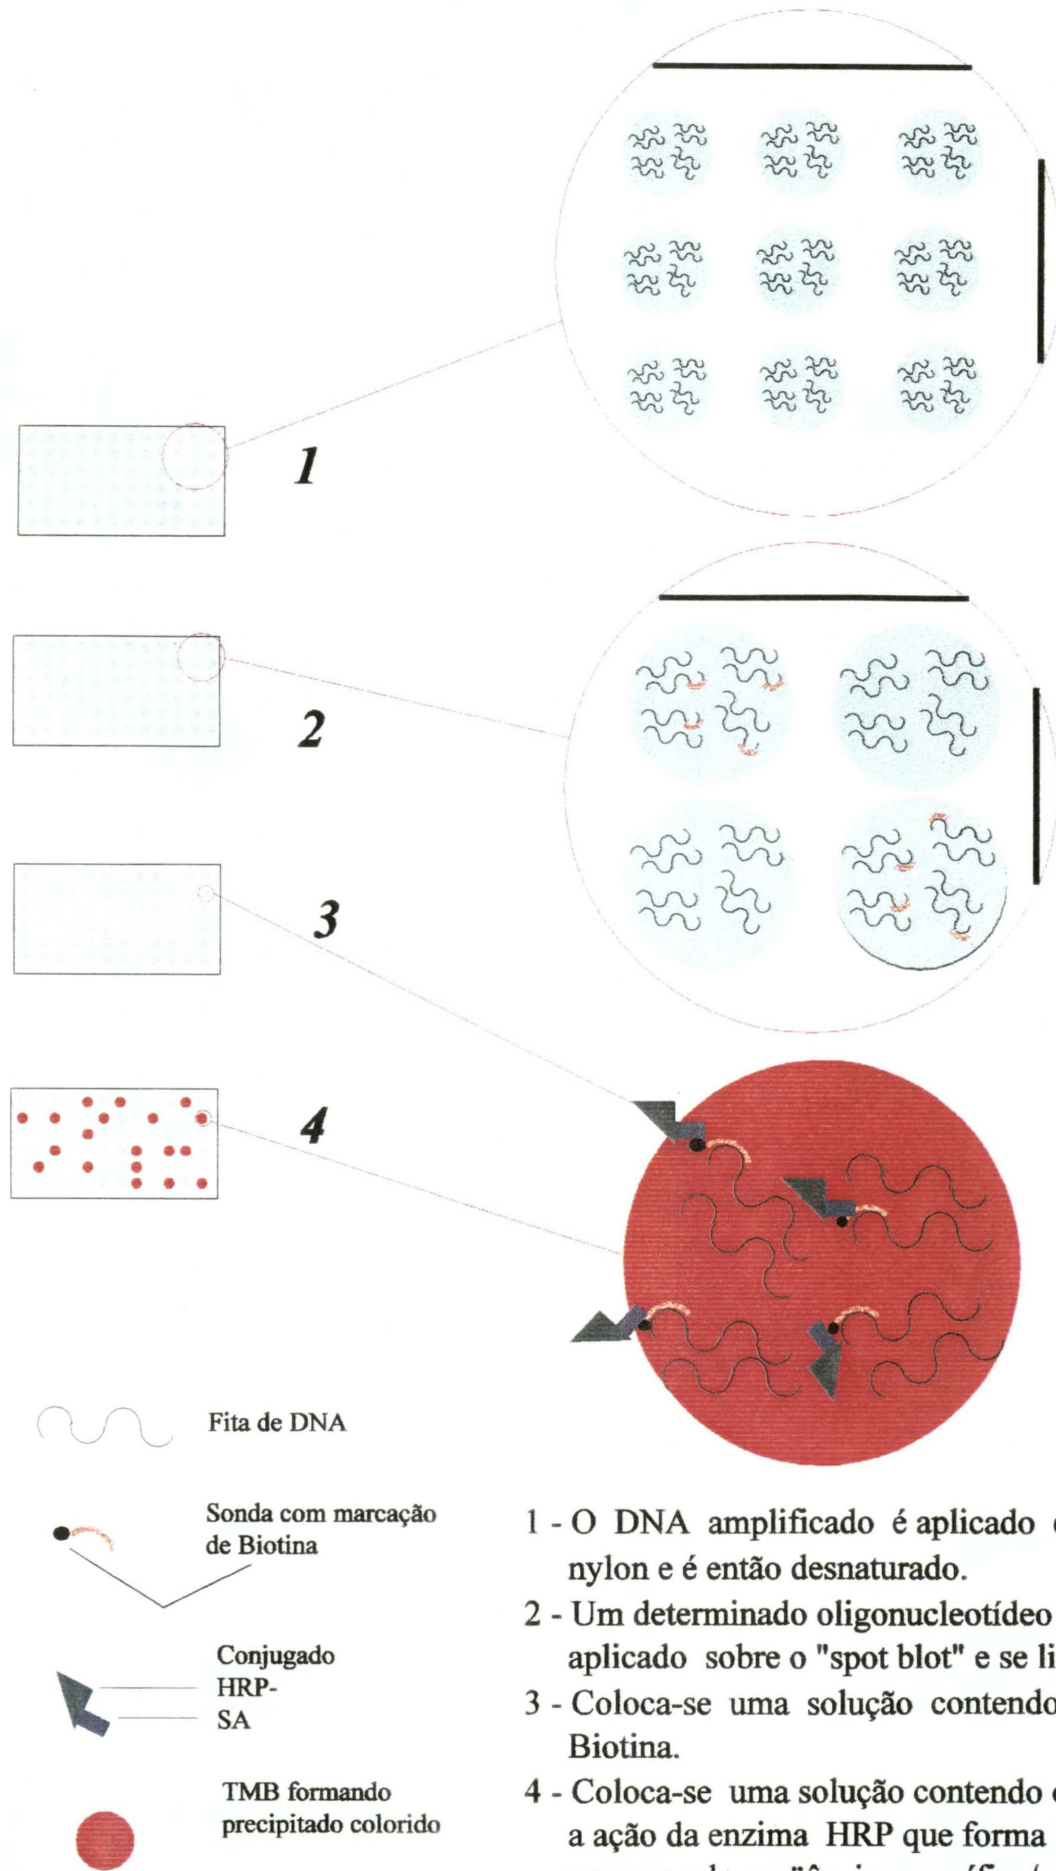 1
2
3
4
Fita de DNA
Sonda com marcação
de Biotina
Conjugado
HRP-
SA
TMB formando
precipitado colorido
1 - O DNA amplificado é aplicado
nylon e é então desnaturado.
2 - Um determinado oligonucleotídeo
aplicado sobre o "spot blot" e se
3 - Coloca-se uma solução contendo
Biotina.
4 - Coloca-se uma solução contendo
a ação da enzima HRP que forma